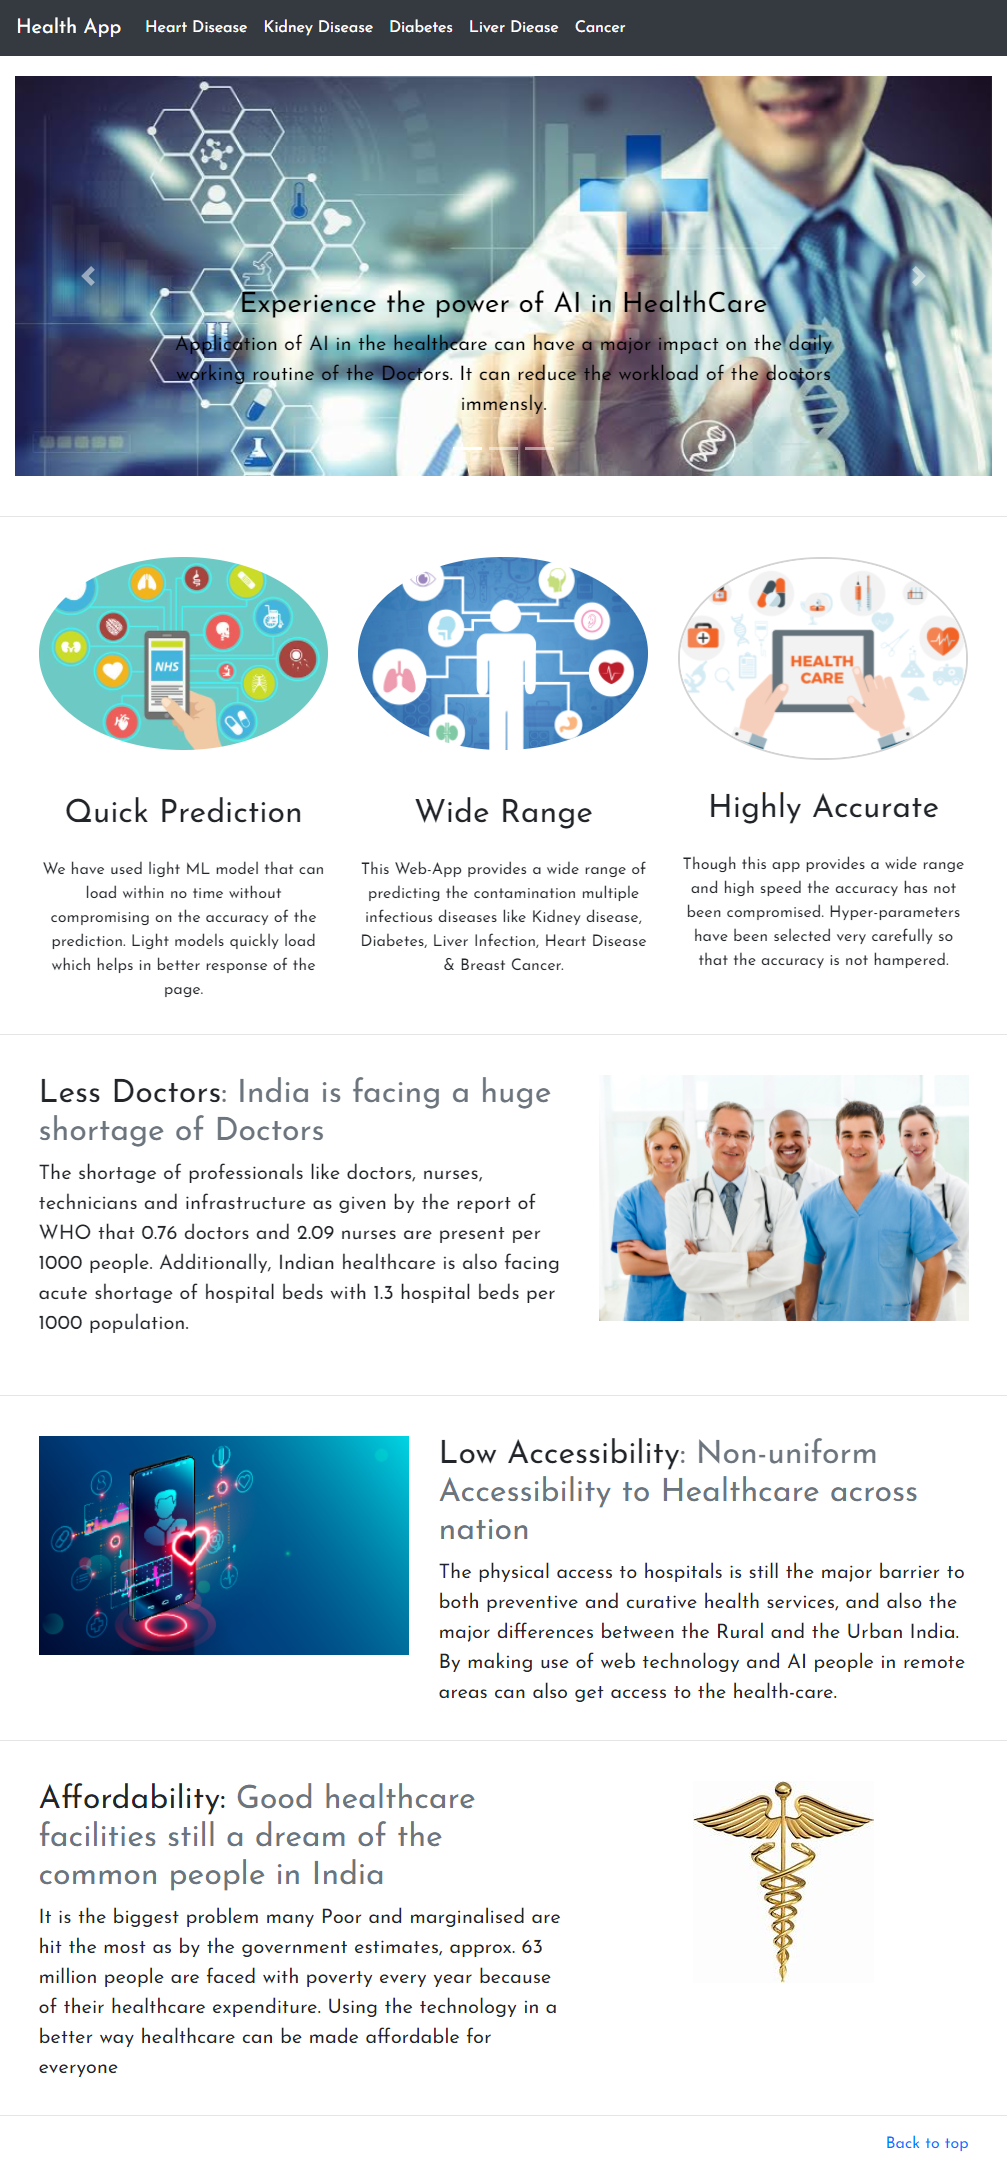 Health App Heart Disease Kidney Disease Diabetes Liver Diease Cancer
Experience the power of AI in HealthCare
Application of AI in the healthcare can have a major impact on the daily
working routine of the Doctors. It can reduce the workload of the doctors
immensly.
NHS
HEALTH
CARE
Quick Prediction
We have used light ML model that can
load within no time without
compromising on the accuracy of the
prediction. Light models quickly load
which helps in better response of the
page.
Wide Range
This Web-App provides a wide range of
predicting the contamination multiple
infectious diseases like Kidney disease,
Diabetes, Liver Infection, Heart Disease
& Breast Cancer.
Highly Accurate
Though this app provides a wide range
and high speed the accuracy has not
been compromised. Hyper-parameters
have been selected very carefully so
that the accuracy is not hampered.
Less Doctors: India is facing a huge
shortage of Doctors
The shortage of professionals like doctors, nurses,
technicians and infrastructure as given by the report of
WHO that 0.76 doctors and 2.09 nurses are present per
1000 people. Additionally, Indian healthcare is also facing
acute shortage of hospital beds with 1.3 hospital beds per
1000 population.
Low Accessibility: Non-uniform
Accessibility to Healthcare across
nation
The physical access to hospitals is still the major barrier to
both preventive and curative health services, and also the
major differences between the Rural and the Urban India.
By making use of web technology and AI people in remote
areas can also get access to the health-care.
Affordability: Good healthcare
facilities still a dream of the
common people in India
It is the biggest problem many Poor and marginalised are
hit the most as by the government estimates, approx. 63
million people are faced with poverty every year because
of their healthcare expenditure. Using the technology in a
better way healthcare can be made affordable for
everyone
Back to top